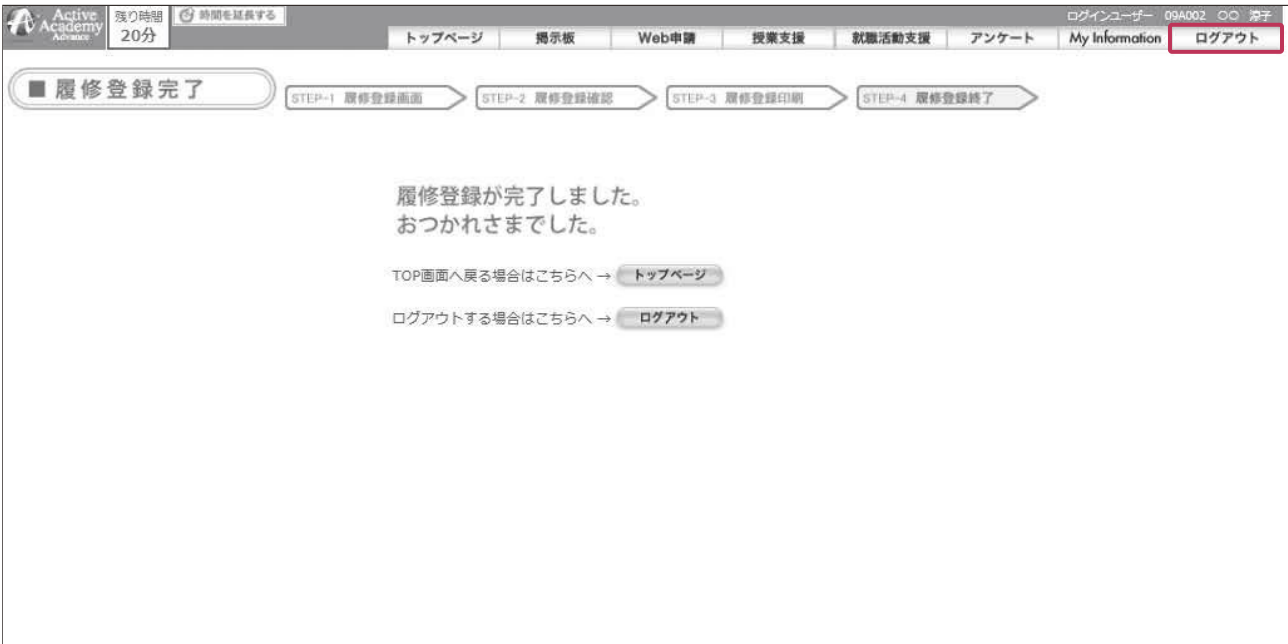 Active Academy Advance
残り時間
20分
時間を延長する
ログインユーザー 09A002 〇〇 涼子
トップページ 掲示板 Web申請 授業支援 就職活動支援 アンケート My Information ログアウト
■履修登録完了
STEP-1 履修登録画面 STEP-2 履修登録確認 STEP-3 履修登録印刷 STEP-4 履修登録終了
履修登録が完了しました。
おつかれさまでした。
TOP画面へ戻る場合はこちらへ → トップページ
ログアウトする場合はこちらへ → ログアウト